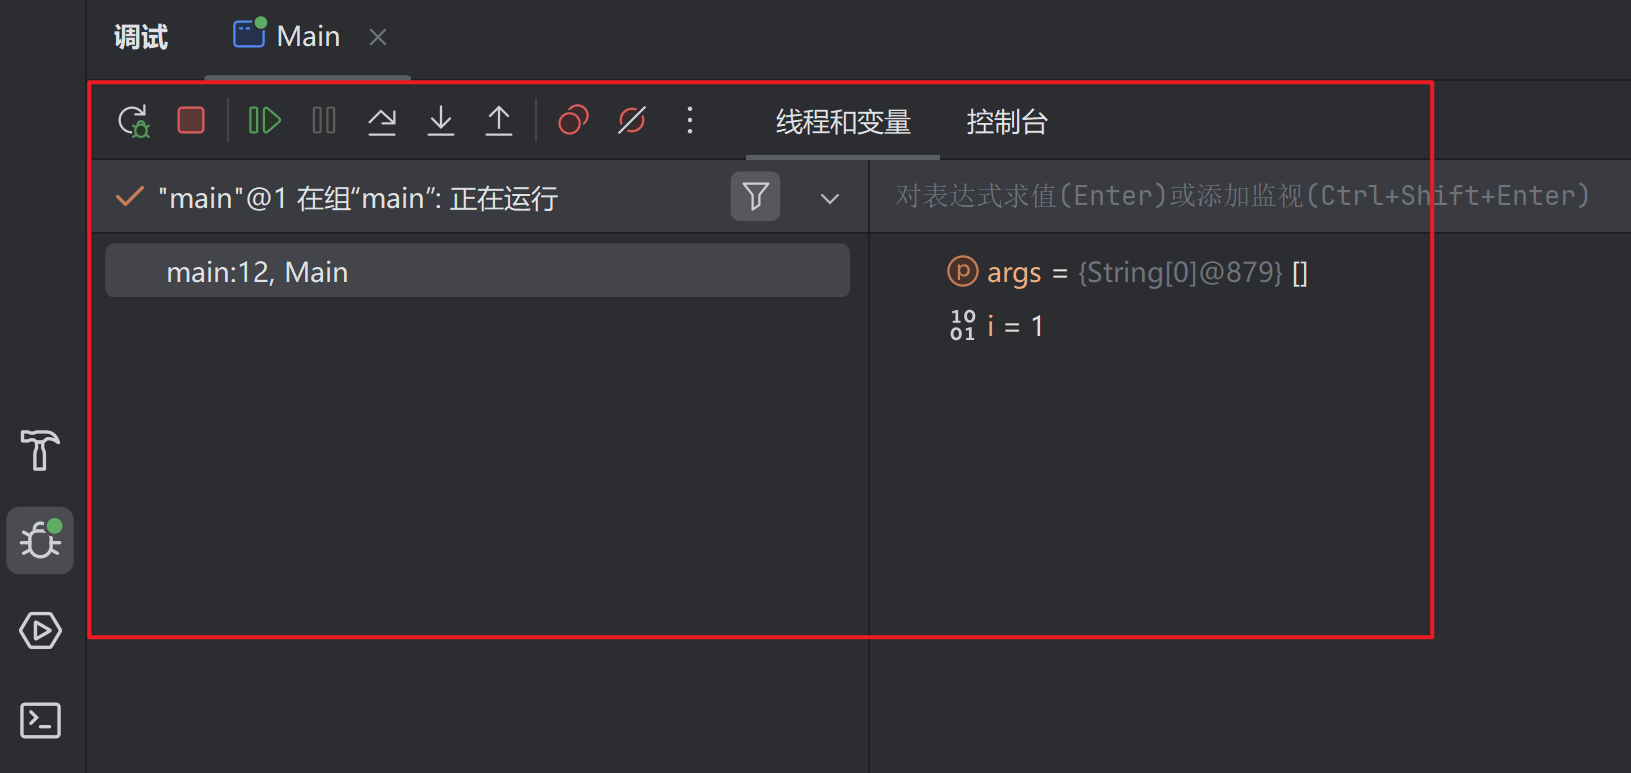 调试 Main
线程和变量 控制台
"main"@1 在组“main”: 正在运行
对表达式求值(Enter)或添加监视(Ctrl+Shift+Enter)
main:12, Main
args = {String[0]@879} []
i = 1